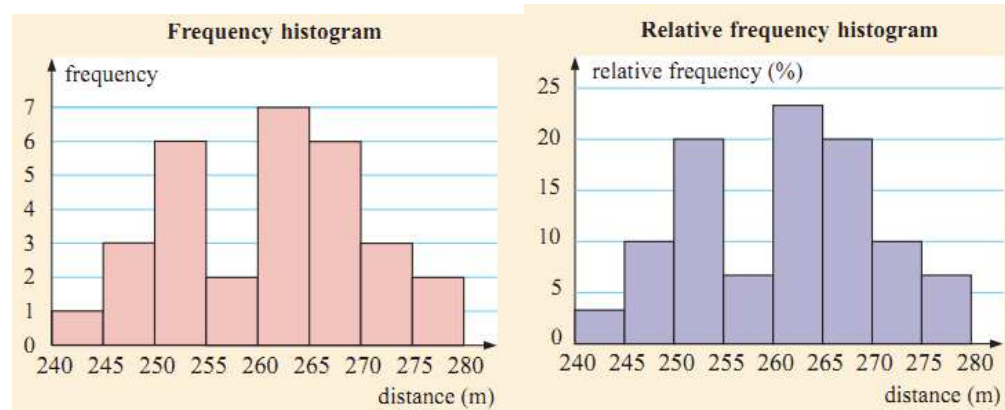 Frequency histogram
frequency
7
6
5
4
3
2
1
0
240 245 250 255 260 265 270 275 280
distance (m)
Relative frequency histogram
relative frequency (%)
25
20
15
10
5
0
240 245 250 255 260 265 270 275 280
distance (m)